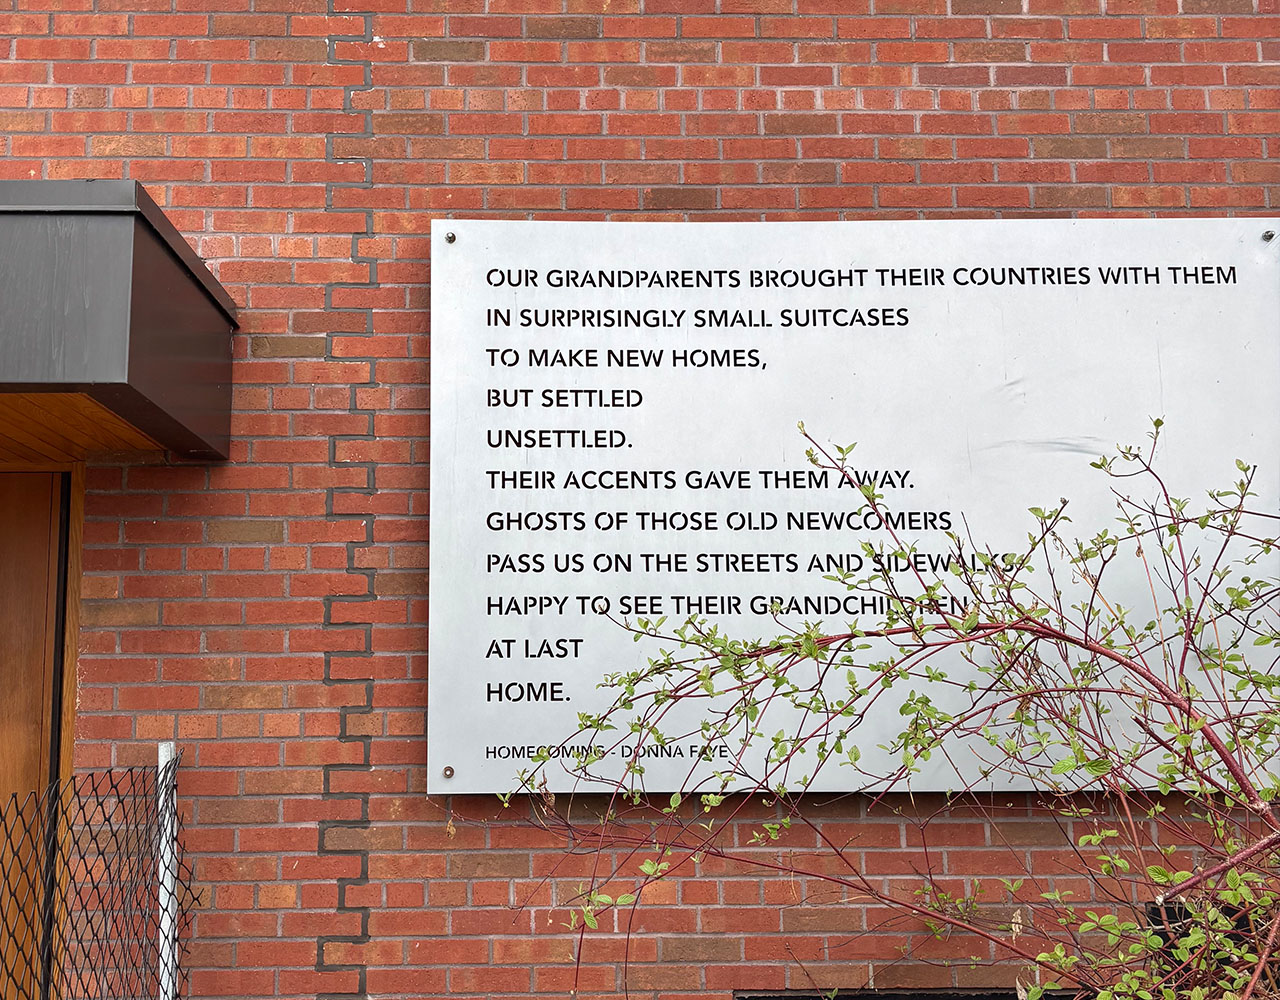 OUR GRANDPARENTS BROUGHT THEIR COUNTRIES WITH THEM
IN SURPRISINGLY SMALL SUITCASES
TO MAKE NEW HOMES,
BUT SETTLED
UNSETTLED.
THEIR ACCENTS GAVE THEM AWAY.
GHOSTS OF THOSE OLD NEWCOMERS
PASS US ON THE STREETS AND SIDEWALKS
HAPPY TO SEE THEIR GRANDCHILDREN
AT LAST
HOME.
HOMECOMING - DONNA FAYE